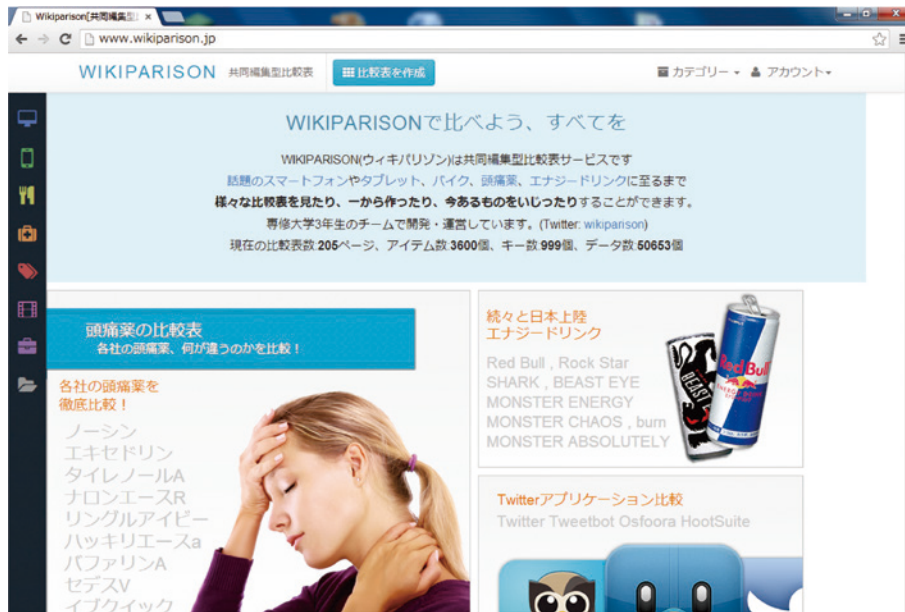 Wikiparison[共同編集型
www.wikiparison.jp
WIKIPARISON 共同編集型比較表 比較表を作成 カテゴリー アカウント
WIKIPARISONで比べよう、すべてを
WIKIPARISON(ウィキパリゾン)は共同編集型比較表サービスです
話題のスマートフォンやタブレット、バイク、頭痛薬、エナジードリンクに至るまで
様々な比較表を見たり、一から作ったり、今あるものをいじったりすることができます。
専修大学3年生のチームで開発・運営しています。(Twitter: wikiparison)
現在の比較表数 205ページ、アイテム数 3600個、キー数 999個、データ数 50653個
頭痛薬の比較表
各社の頭痛薬、何が違うのかを比較!
各社の頭痛薬を
徹底比較!
ノーシン
エキセドリン
タイレノールA
ナロンエースR
リングルアイビー
ハッキリエースa
バファリンA
セデスV
イブクイック
続々と日本上陸
エナジードリンク
Red Bull , Rock Star
SHARK , BEAST EYE
MONSTER ENERGY
MONSTER CHAOS , burn
MONSTER ABSOLUTELY
BEAST
Red Bull
ENERGY DRINK
Twitterアプリケーション比較
Twitter Tweetbot Osfoora HootSuite